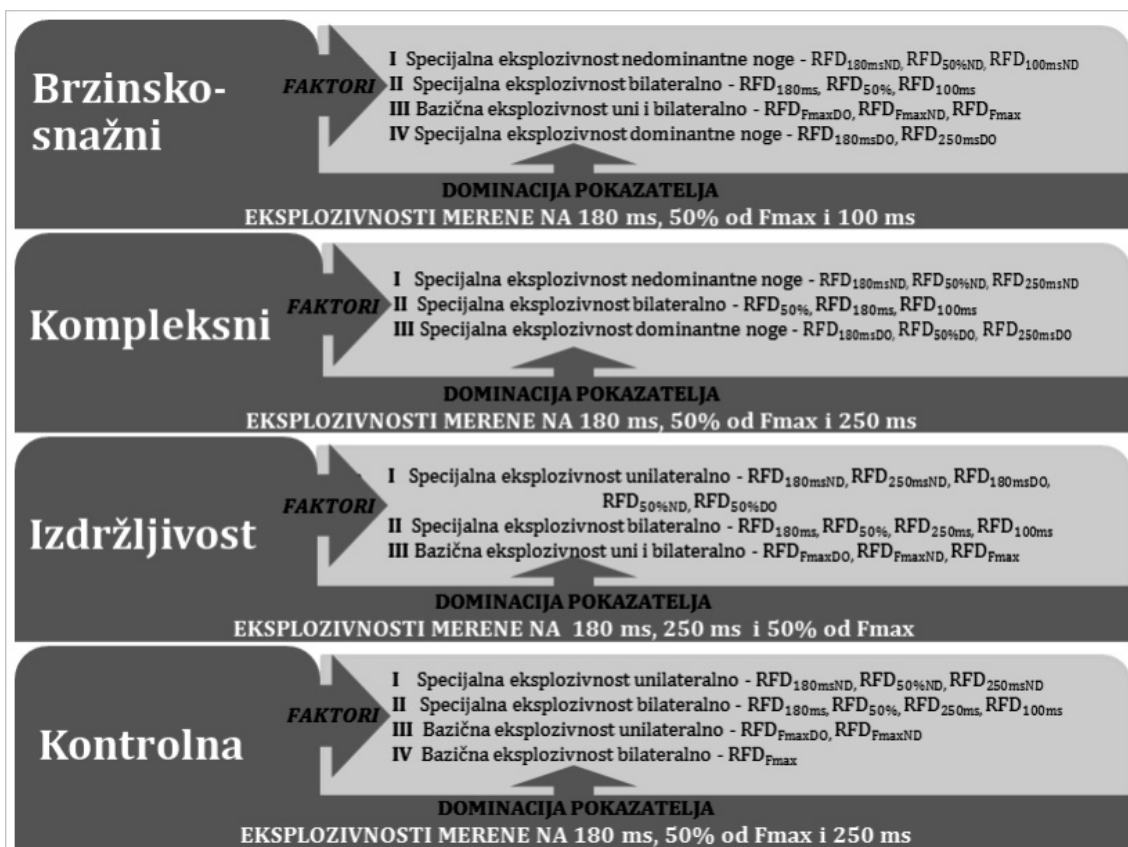 Brzinsko-
snažni
FAKTORI
I Specijalna eksplozivnost nedominantne noge - RFD180msND, RFD50%ND, RFD100msND
II Specijalna eksplozivnost bilateralno - RFD180ms, RFD50%, RFD100ms
III Bazična eksplozivnost uni i bilateralno - RFDFmaxDO, RFDFmaxND, RFDFmax
IV Specijalna eksplozivnost dominantne noge - RFD180msDO, RFD250msDO
DOMINACIJA POKAZATELJA
EKSPLOZIVNOSTI MERENE NA 180 ms, 50% od Fmax i 100 ms
Kompleksni
FAKTORI
I Specijalna eksplozivnost nedominantne noge - RFD180msND, RFD50%ND, RFD250msND
II Specijalna eksplozivnost bilateralno - RFD50%, RFD180ms, RFD100ms
III Specijalna eksplozivnost dominantne noge - RFD180msDO, RFD50%DO, RFD250msDO
DOMINACIJA POKAZATELJA
EKSPLOZIVNOSTI MERENE NA 180 ms, 50% od Fmax i 250 ms
Izdržljivost
FAKTORI
I Specijalna eksplozivnost unilateralno - RFD180msND, RFD250msND, RFD180msDO,
RFD50%ND, RFD50%DO
II Specijalna eksplozivnost bilateralno - RFD180ms, RFD50%, RFD250ms, RFD100ms
III Bazična eksplozivnost uni i bilateralno - RFDFmaxDO, RFDFmaxND, RFDFmax
DOMINACIJA POKAZATELJA
EKSPLOZIVNOSTI MERENE NA 180 ms, 250 ms i 50% od Fmax
Kontrolna
FAKTORI
I Specijalna eksplozivnost unilateralno - RFD180msND, RFD50%ND, RFD250msND
II Specijalna eksplozivnost bilateralno - RFD180ms, RFD50%, RFD250ms, RFD100ms
III Bazična eksplozivnost unilateralno - RFDFmaxDO, RFDFmaxND
IV Bazična eksplozivnost bilateralno - RFDFmax
DOMINACIJA POKAZATELJA
EKSPLOZIVNOSTI MERENE NA 180 ms, 50% od Fmax i 250 ms